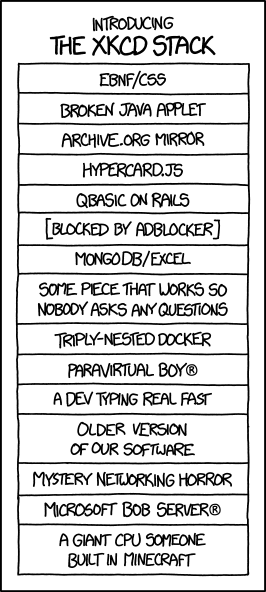 INTRODUCING
THE XKCD STACK
EBNF/CSS
BROKEN JAVA APPLET
ARCHIVE.ORG MIRROR
HYPERCARD.JS
QBASIC ON RAILS
[BLOCKED BY ADBLOCKER]
MONGODB/EXCEL
SOME PIECE THAT WORKS SO
NOBODY ASKS ANY QUESTIONS
TRIPLY-NESTED DOCKER
PARAVIRTUAL BOY®
A DEV TYPING REAL FAST
OLDER VERSION
OF OUR SOFTWARE
MYSTERY NETWORKING HORROR
MICROSOFT BOB SERVER®
A GIANT CPU SOMEONE
BUILT IN MINECRAFT